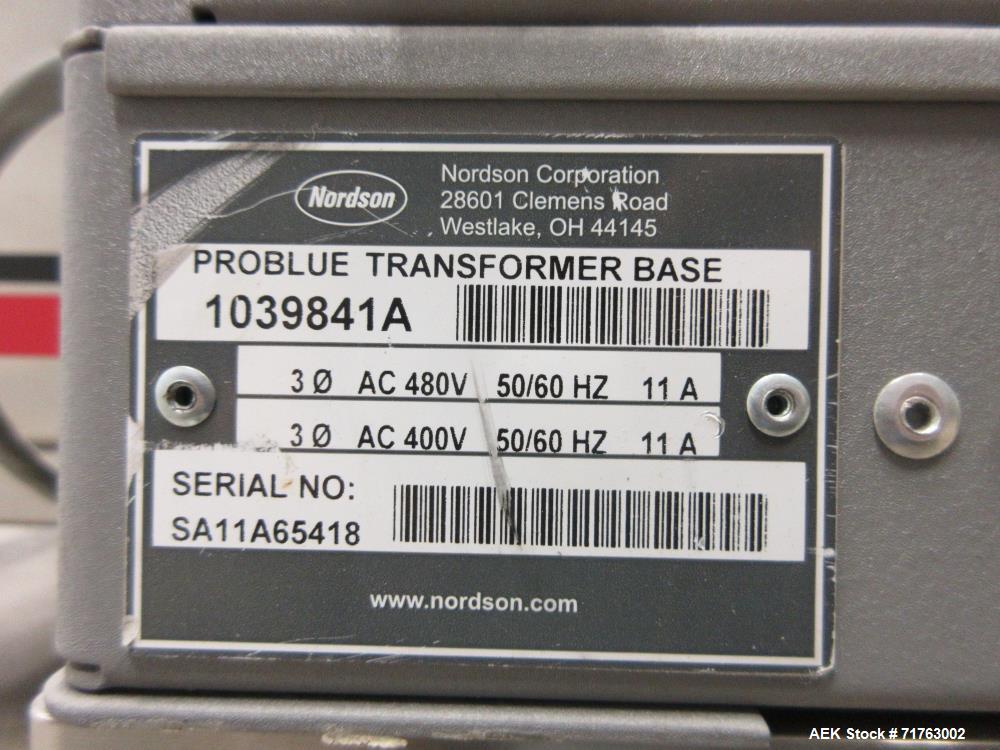 Nordson
Nordson Corporation
28601 Clemens Road
Westlake, OH 44145
PROBLUE TRANSFORMER BASE
1039841A
3 Ø AC 480V 50/60 HZ 11 A
3 Ø AC 400V 50/60 HZ 11 A
SERIAL NO:
SA11A65418
www.nordson.com
AEK Stock #71763002